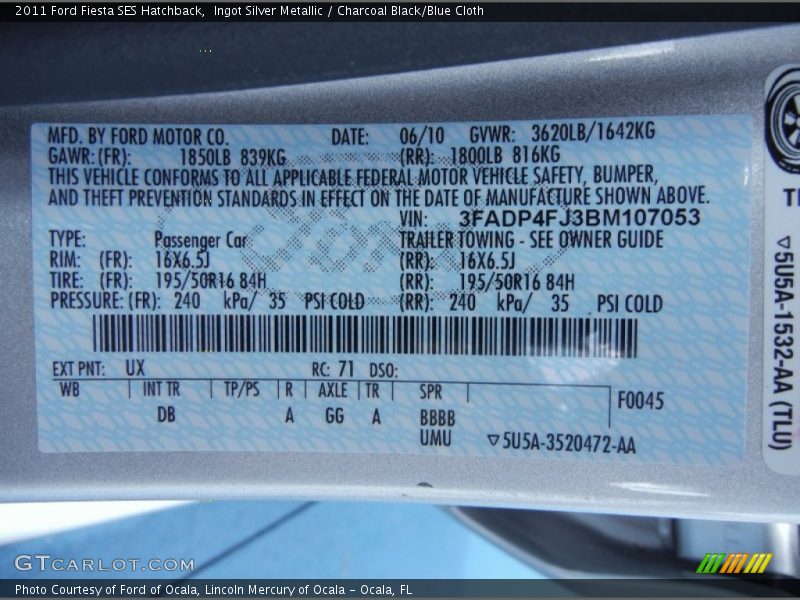 2011 Ford Fiesta SES Hatchback, Ingot Silver Metallic / Charcoal Black/Blue Cloth
MFD. BY FORD MOTOR CO. DATE: 06/10 GVWR: 3620LB/1642KG
GAWR: (FR): 1850LB 839KG (RR): 1800LB 816KG
THIS VEHICLE CONFORMS TO ALL APPLICABLE FEDERAL MOTOR VEHICLE SAFETY, BUMPER,
AND THEFT PREVENTION STANDARDS IN EFFECT ON THE DATE OF MANUFACTURE SHOWN ABOVE.
VIN: 3FADP4FJ3BM107053
TYPE: Passenger Car TRAILER TOWING - SEE OWNER GUIDE
RIM: (FR): 16X6.5J (RR): 16X6.5J
TIRE: (FR): 195/50R16 84H (RR): 195/50R16 84H
PRESSURE: (FR): 240 kPa/ 35 PSI COLD (RR): 240 kPa/ 35 PSI COLD
EXT PNT: UX RC: 71 DSO:
WB INT TR TP/PS R AXLE TR SPR F0045
DB A GG A BBBB
UMU ▽5U5A-3520472-AA
▽5U5A-1532-AA (TLU)
GTCARLOT.COM
Photo Courtesy of Ford of Ocala, Lincoln Mercury of Ocala – Ocala, FL